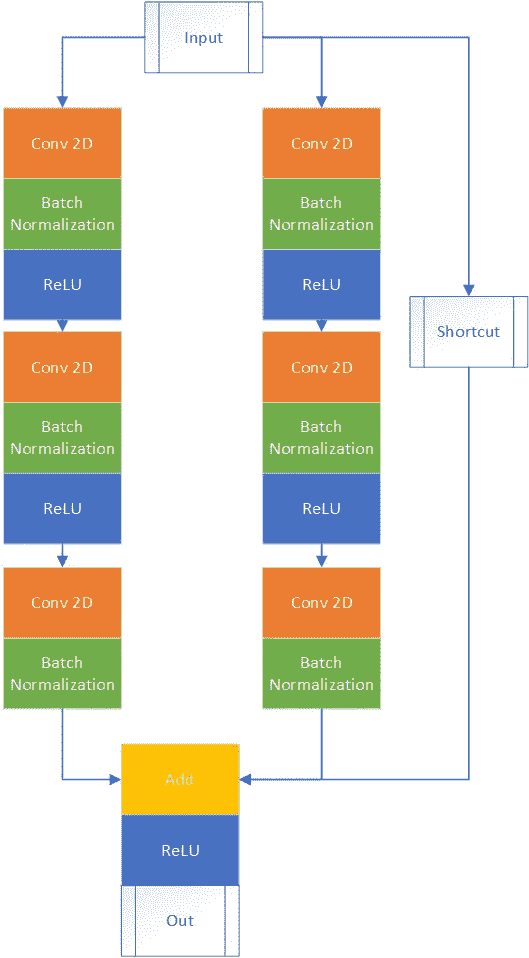 Input
Conv 2D
Batch
Normalization
ReLU
Conv 2D
Batch
Normalization
ReLU
Conv 2D
Batch
Normalization
Conv 2D
Batch
Normalization
ReLU
Conv 2D
Batch
Normalization
ReLU
Conv 2D
Batch
Normalization
Shortcut
Add
ReLU
Out